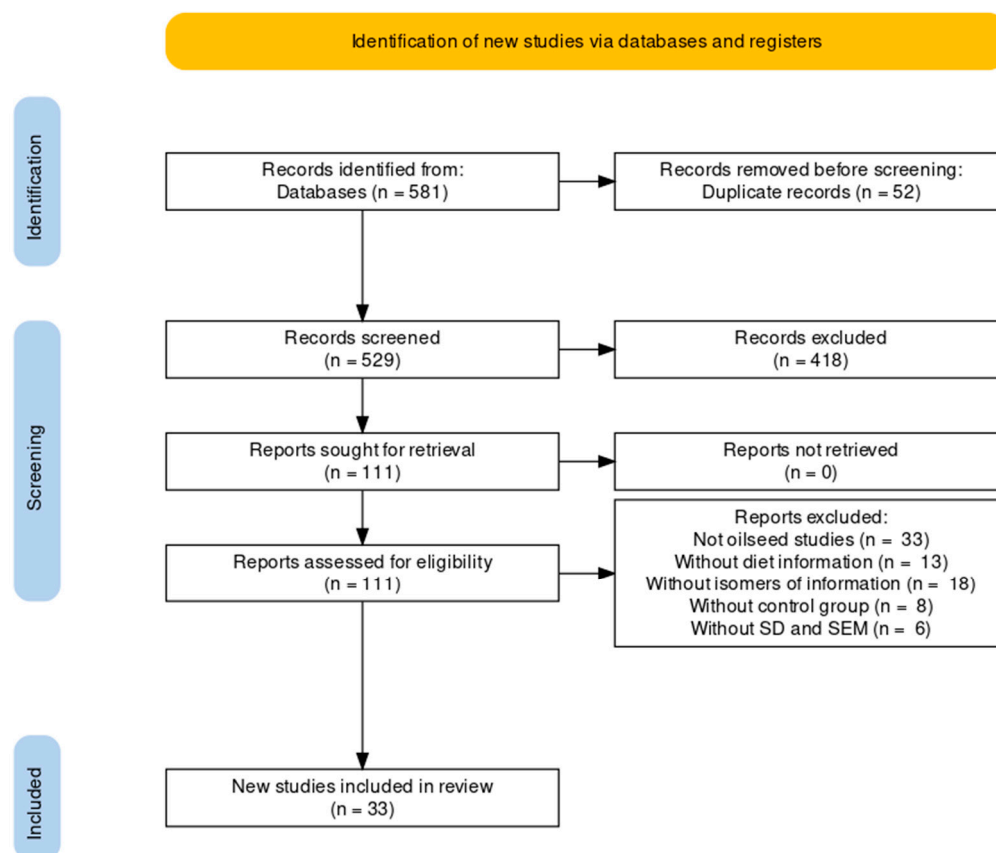 Identification of new studies via databases and registers
Identification
Records identified from:
Databases (n = 581)
Records removed before screening:
Duplicate records (n = 52)
Screening
Records screened
(n = 529)
Records excluded
(n = 418)
Reports sought for retrieval
(n = 111)
Reports not retrieved
(n = 0)
Reports assessed for eligibility
(n = 111)
Reports excluded:
Not oilseed studies (n = 33)
Without diet information (n = 13)
Without isomers of information (n = 18)
Without control group (n = 8)
Without SD and SEM (n = 6)
Included
New studies included in review
(n = 33)